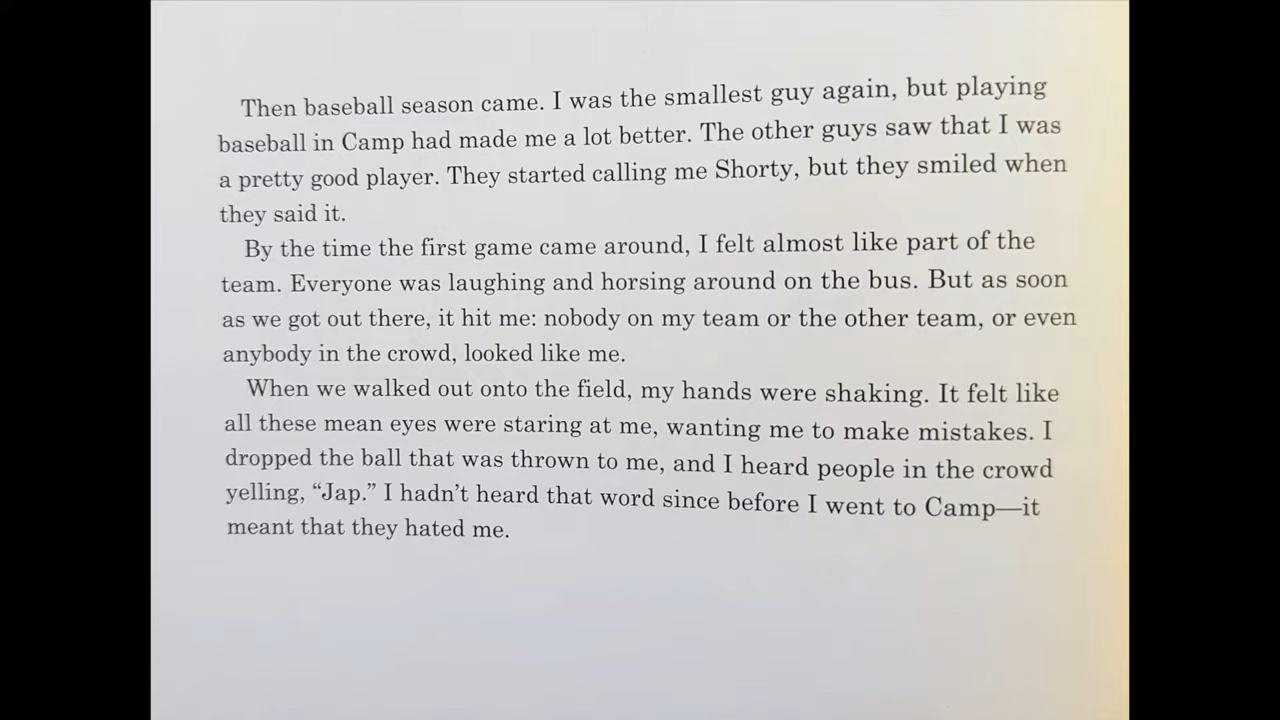 Then baseball season came. I was the smallest guy again, but playing
baseball in Camp had made me a lot better. The other guys saw that I was
a pretty good player. They started calling me Shorty, but they smiled when
they said it.
By the time the first game came around, I felt almost like part of the
team. Everyone was laughing and horsing around on the bus. But as soon
as we got out there, it hit me: nobody on my team or the other team, or even
anybody in the crowd, looked like me.
When we walked out onto the field, my hands were shaking. It felt like
all these mean eyes were staring at me, wanting me to make mistakes. I
dropped the ball that was thrown to me, and I heard people in the crowd
yelling, “Jap.” I hadn’t heard that word since before I went to Camp—it
meant that they hated me.